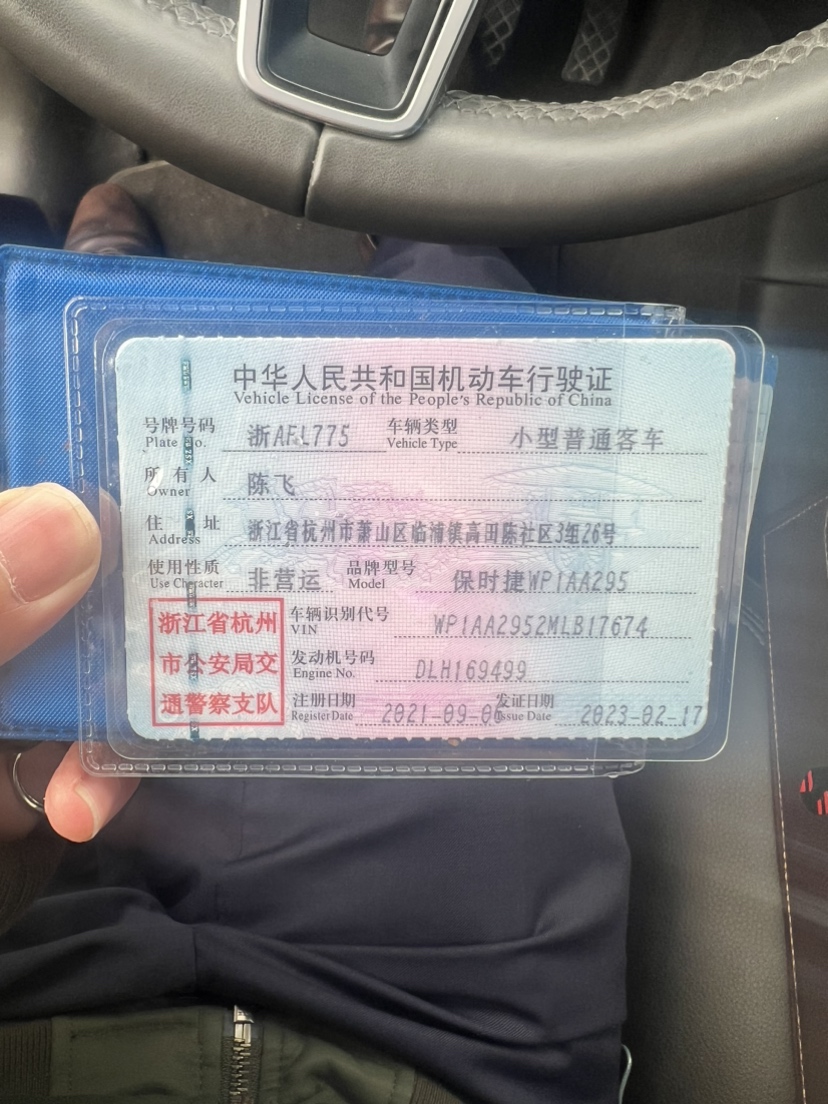 中华人民共和国机动车行驶证
Vehicle License of the People's Republic of China
号牌号码 浙AFL775 车辆类型 小型普通客车
Plate No. Vehicle Type
所有人 陈飞
Owner
住址 浙江省杭州市萧山区临浦镇高田陈社区3组26号
Address
使用性质 非营运 品牌型号 保时捷WP1AA295
Use Character Model
浙江省杭州 车辆识别代号 WP1AA2952MLB17674
VIN
市公安局交 发动机号码 DLH169499
Engine No.
通警察支队 注册日期 2021-09-06 发证日期 2023-02-17
Register Date Issue Date